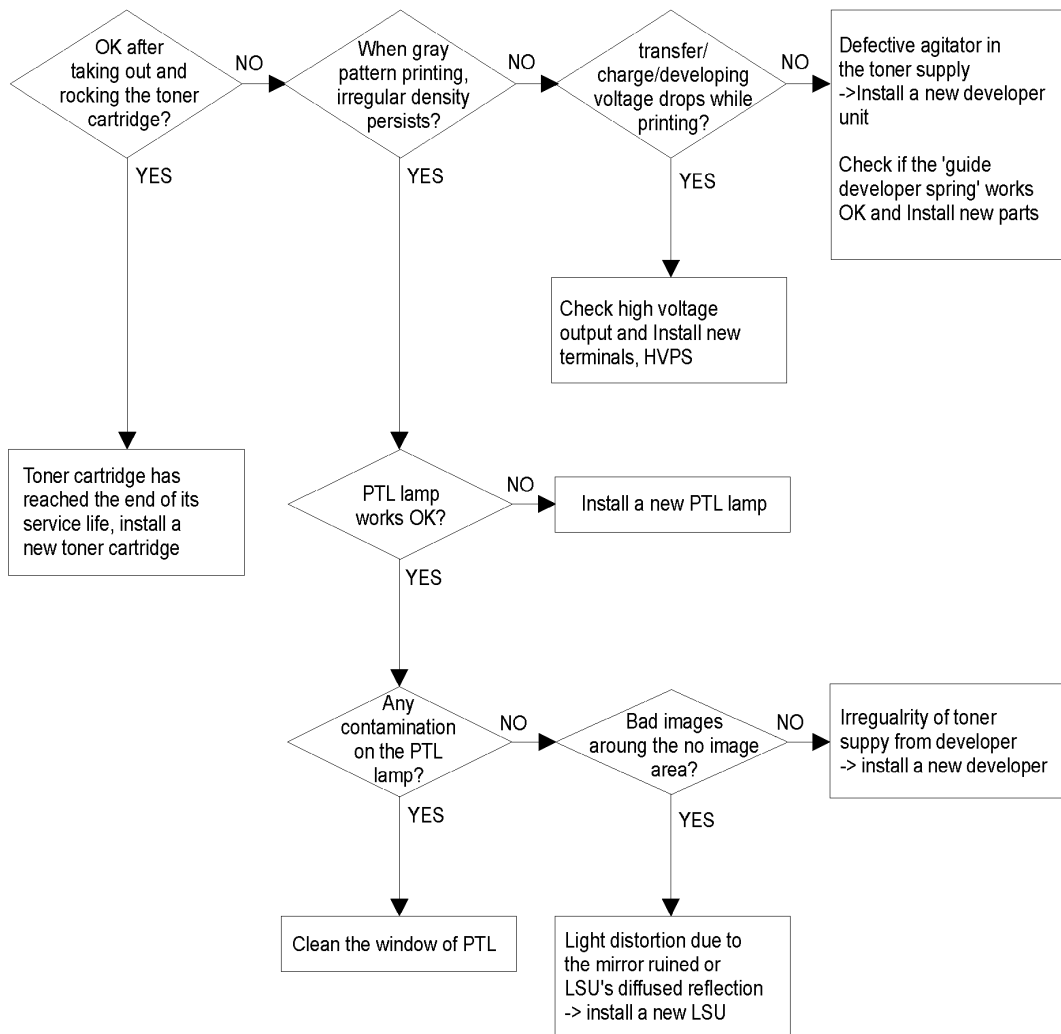 OK after
taking out and
rocking the toner
cartridge?
NO
YES
When gray
pattern printing,
irregular density
persists?
NO
YES
transfer/
charge/developing
voltage drops while
printing?
NO
YES
Defective agitator in
the toner supply
->Install a new developer
unit
Check if the 'guide
developer spring' works
OK and Install new parts
Check high voltage
output and Install new
terminals, HVPS
Toner cartridge has
reached the end of its
service life, install a
new toner cartridge
PTL lamp
works OK?
NO
YES
Install a new PTL lamp
Any
contamination
on the PTL
lamp?
NO
YES
Bad images
aroung the no image
area?
NO
YES
Irregualrity of toner
suppy from developer
-> install a new developer
Clean the window of PTL
Light distortion due to
the mirror ruined or
LSU's diffused reflection
-> install a new LSU